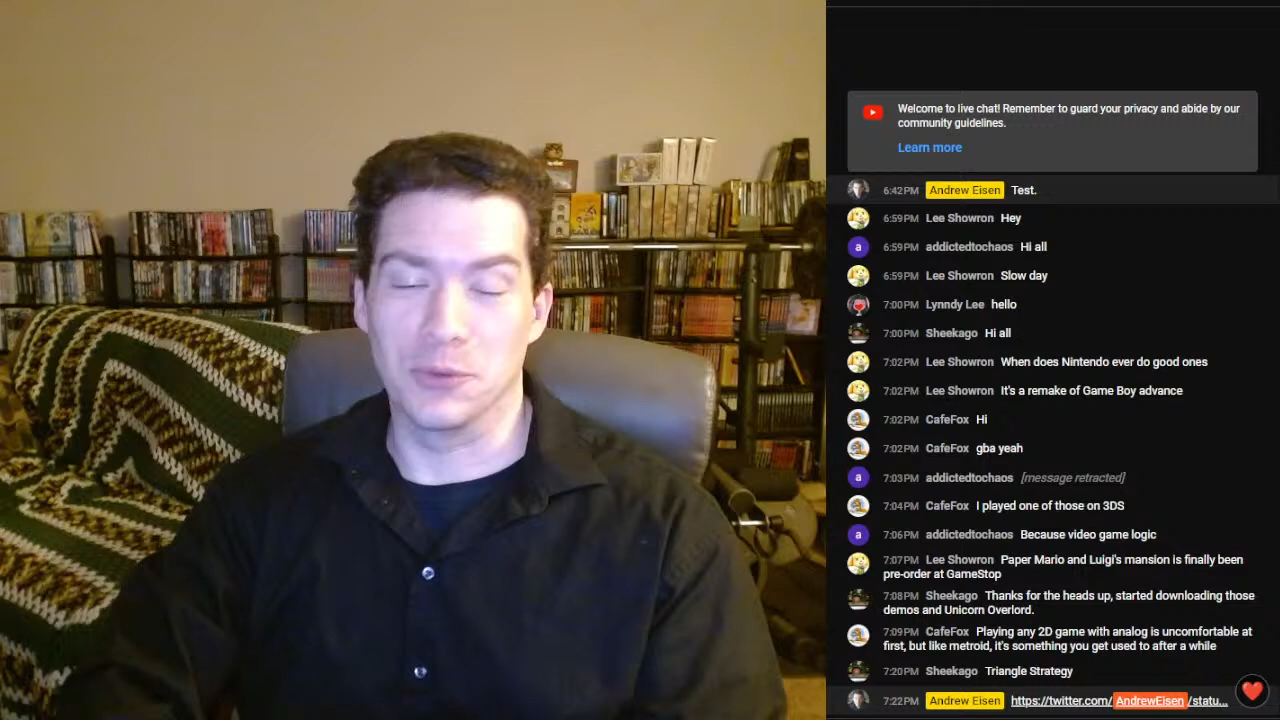 Welcome to live chat! Remember to guard your privacy and abide by our
community guidelines.
Learn more
6:42PM Andrew Eisen Test.
6:59PM Lee Showron Hey
a 6:59PM addictedtochaos Hi all
6:59PM Lee Showron Slow day
7:00PM Lynndy Lee hello
7:00PM Sheekago Hi all
7:02PM Lee Showron When does Nintendo ever do good ones
7:02PM Lee Showron It's a remake of Game Boy advance
7:02PM CafeFox Hi
7:02PM CafeFox gba yeah
a 7:03PM addictedtochaos [message retracted]
7:04PM CafeFox I played one of those on 3DS
a 7:06PM addictedtochaos Because video game logic
7:07PM Lee Showron Paper Mario and Luigi's mansion is finally been
pre-order at GameStop
7:08PM Sheekago Thanks for the heads up, started downloading those
demos and Unicorn Overlord.
7:09PM CafeFox Playing any 2D game with analog is uncomfortable at
first, but like metroid, it's something you get used to after a while
7:20PM Sheekago Triangle Strategy
7:22PM Andrew Eisen https://twitter.com/AndrewEisen/statu...